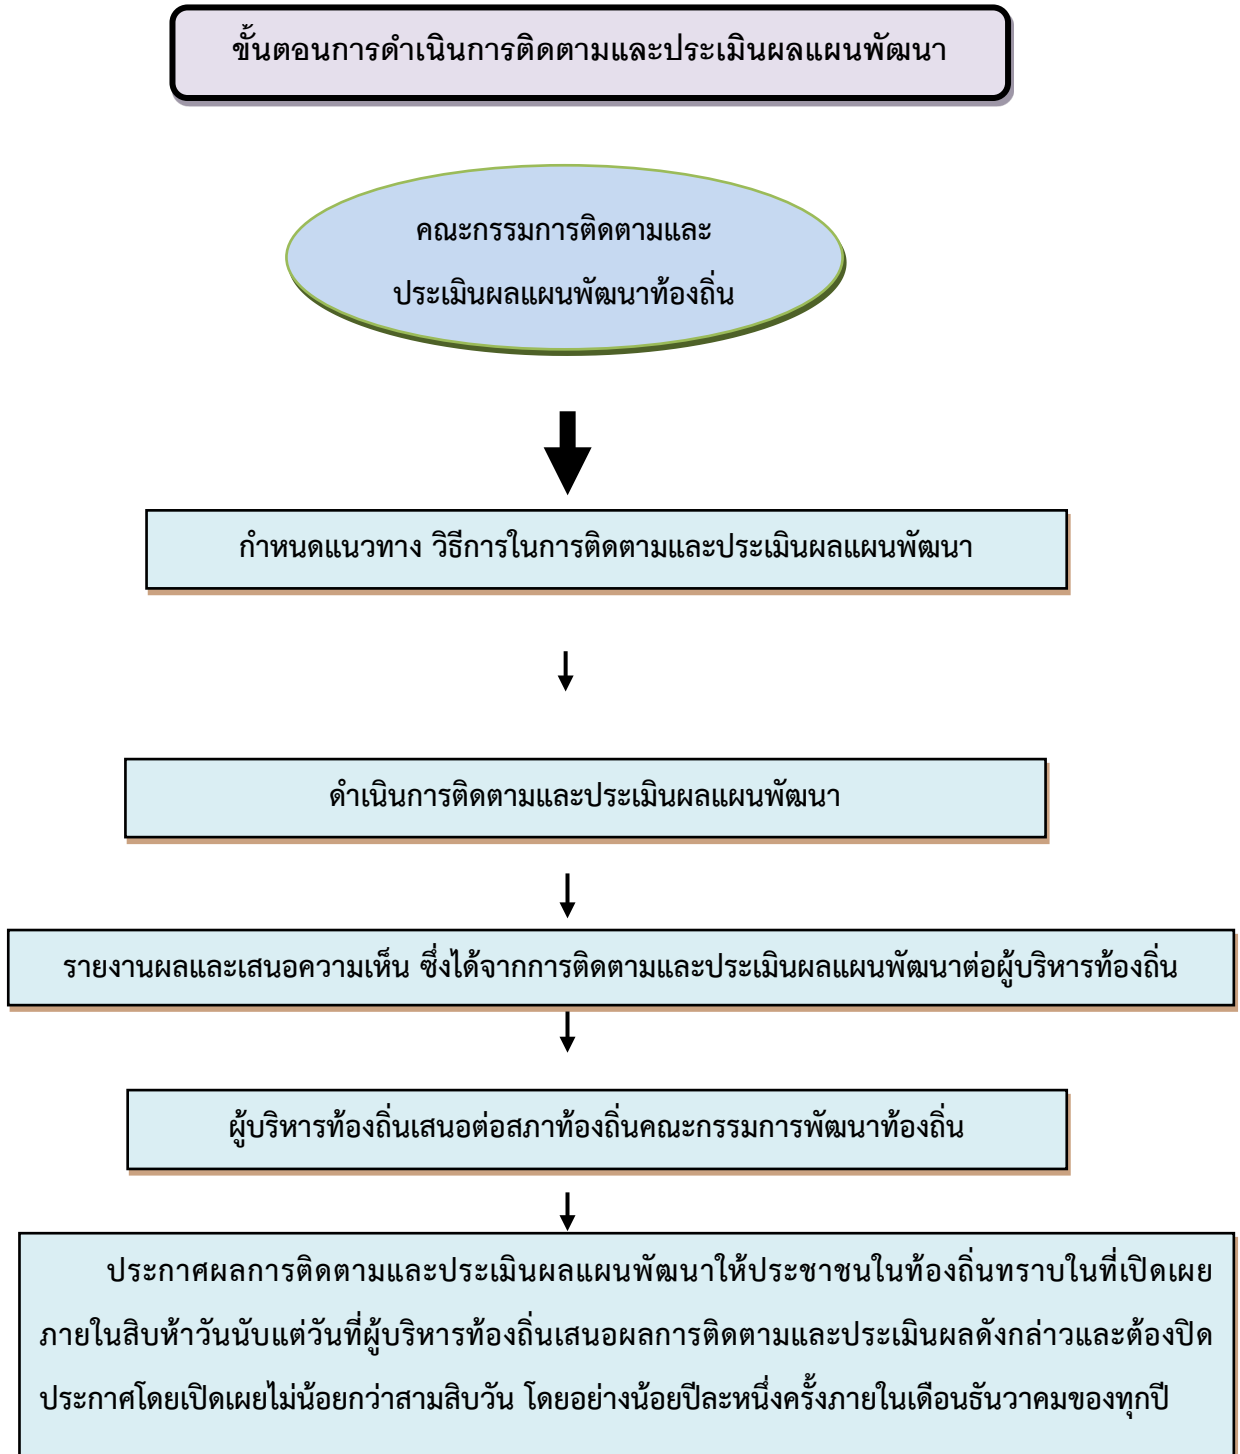 ขั้นตอนการดำเนินการติดตามและประเมินผลแผนพัฒนา
คณะกรรมการติดตามและ
ประเมินผลแผนพัฒนาท้องถิ่น
กำหนดแนวทาง วิธีการในการติดตามและประเมินผลแผนพัฒนา
ดำเนินการติดตามและประเมินผลแผนพัฒนา
รายงานผลและเสนอความเห็น ซึ่งได้จากการติดตามและประเมินผลแผนพัฒนาต่อผู้บริหารท้องถิ่น
ผู้บริหารท้องถิ่นเสนอต่อสภาท้องถิ่นคณะกรรมการพัฒนาท้องถิ่น
ประกาศผลการติดตามและประเมินผลแผนพัฒนาให้ประชาชนในท้องถิ่นทราบในที่เปิดเผย
ภายในสิบห้าวันนับแต่วันที่ผู้บริหารท้องถิ่นเสนอผลการติดตามและประเมินผลดังกล่าวและต้องปิด
ประกาศโดยเปิดเผยไม่น้อยกว่าสามสิบวัน โดยอย่างน้อยปีละหนึ่งครั้งภายในเดือนธันวาคมของทุกปี